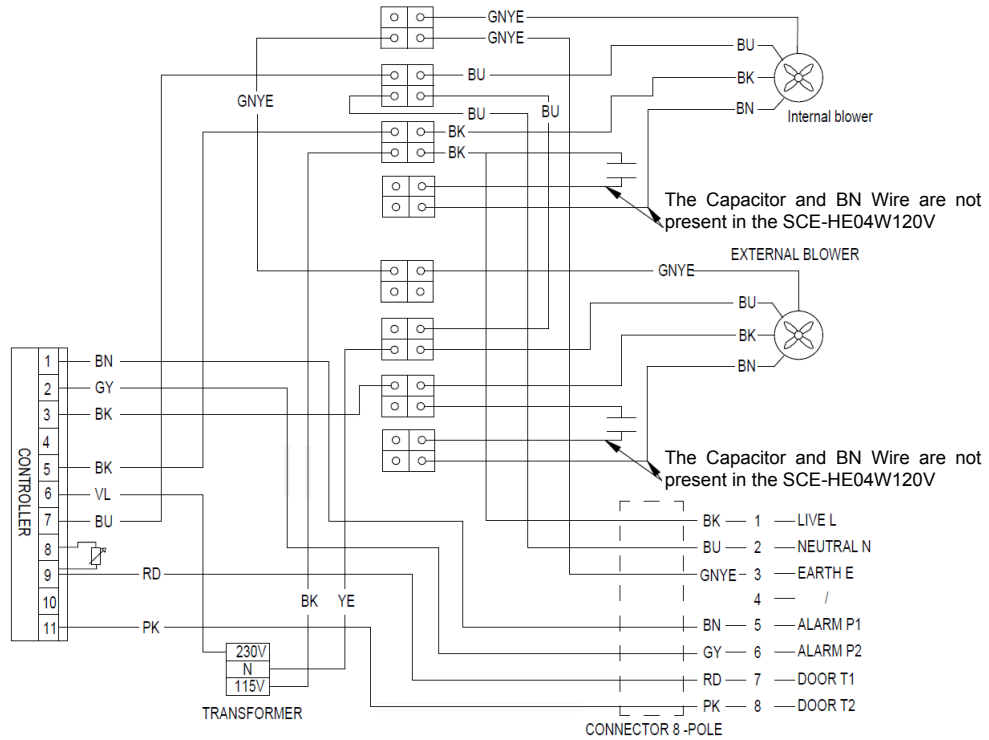 GNYE
GNYE
BU
BU
BK
GNYE
BU
BU
BN
Internal blower
BK
BK
The Capacitor and BN Wire are not
present in the SCE-HE04W120V
EXTERNAL BLOWER
GNYE
BU
BK
BN
The Capacitor and BN Wire are not
present in the SCE-HE04W120V
CONTROLLER
1 BN
2 GY
3 BK
4
5 BK
6 VL
7 BU
8
9 RD
10
11 PK
BK YE
230V
N
115V
TRANSFORMER
BK 1 LIVE L
BU 2 NEUTRAL N
GNYE 3 EARTH E
4 /
BN 5 ALARM P1
GY 6 ALARM P2
RD 7 DOOR T1
PK 8 DOOR T2
CONNECTOR 8 -POLE